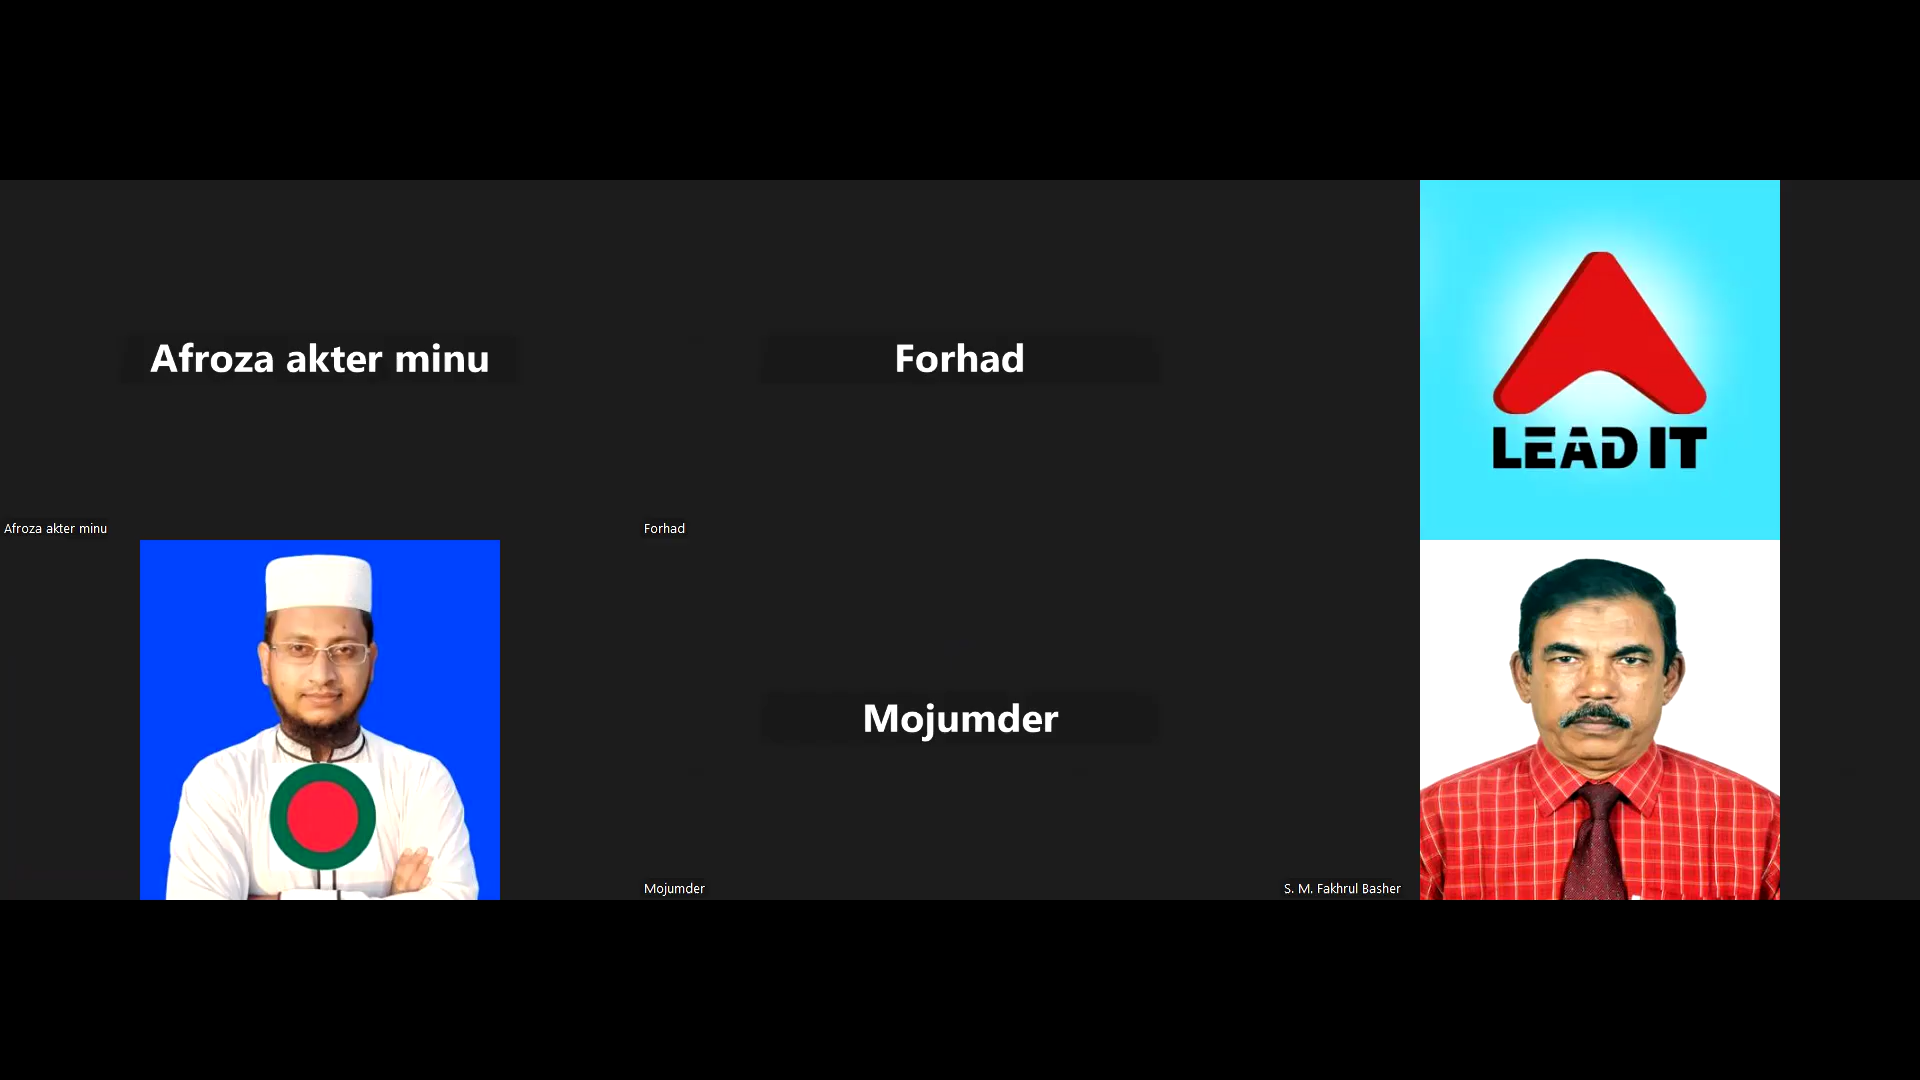 Afroza akter minu
Forhad
LEAD IT
Afroza akter minu
Forhad
Mojumder
Mojumder
S. M. Fakhrul Basher